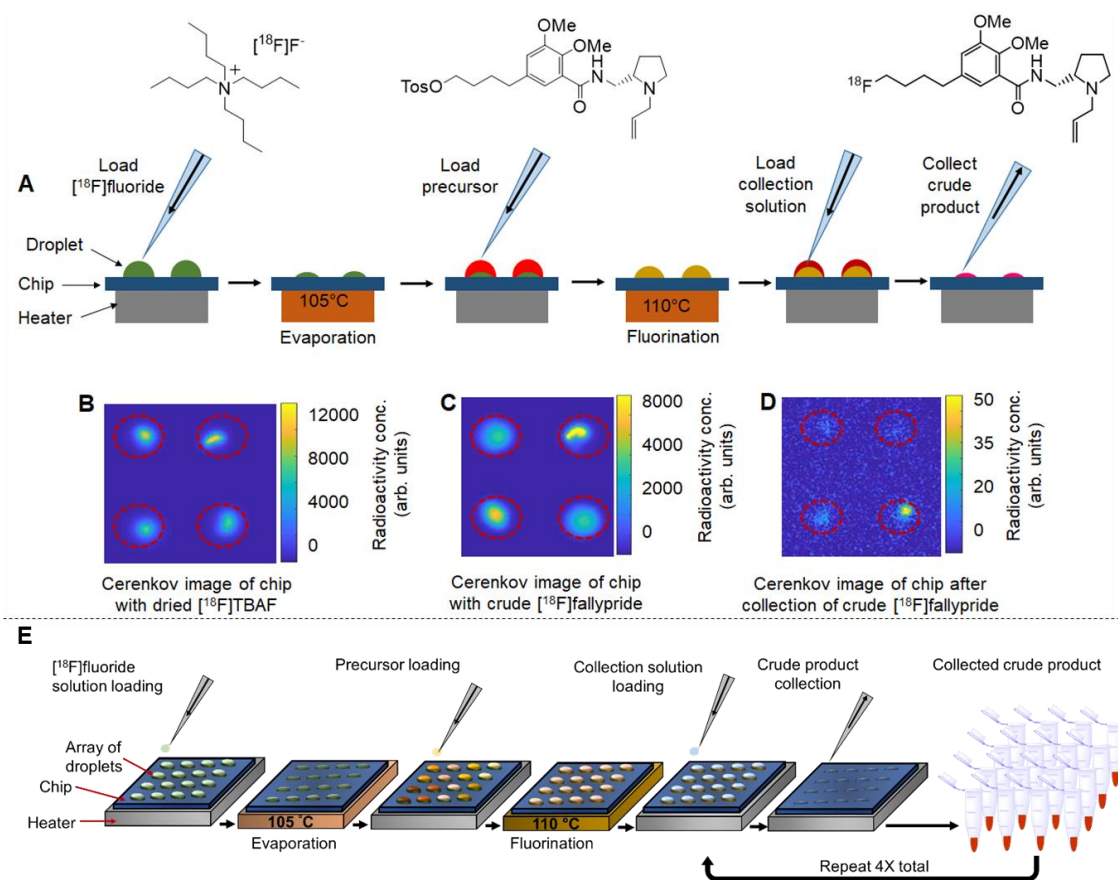 [¹⁸F]F⁻
N
+
TosO
OMe
OMe
H
N
O
N
¹⁸F
OMe
OMe
H
N
O
N
A
Load
[¹⁸F]fluoride
Load
precursor
Load
collection
solution
Collect
crude
product
Droplet
Chip
Heater
105°C
Evaporation
110°C
Fluorination
B
12000
8000
4000
0
Radioactivity conc.
(arb. units)
Cerenkov image of chip
with dried [¹⁸F]TBAF
C
8000
4000
2000
0
Radioactivity conc.
(arb. units)
Cerenkov image of chip
with crude [¹⁸F]fallypride
D
50
35
20
0
Radioactivity conc.
(arb. units)
Cerenkov image of chip after
collection of crude [¹⁸F]fallypride
E
[¹⁸F]fluoride
solution loading
Precursor loading
Collection solution
loading
Crude product
collection
Collected crude product
Array of
droplets
Chip
Heater
105 °C
Evaporation
110 °C
Fluorination
Repeat 4X total